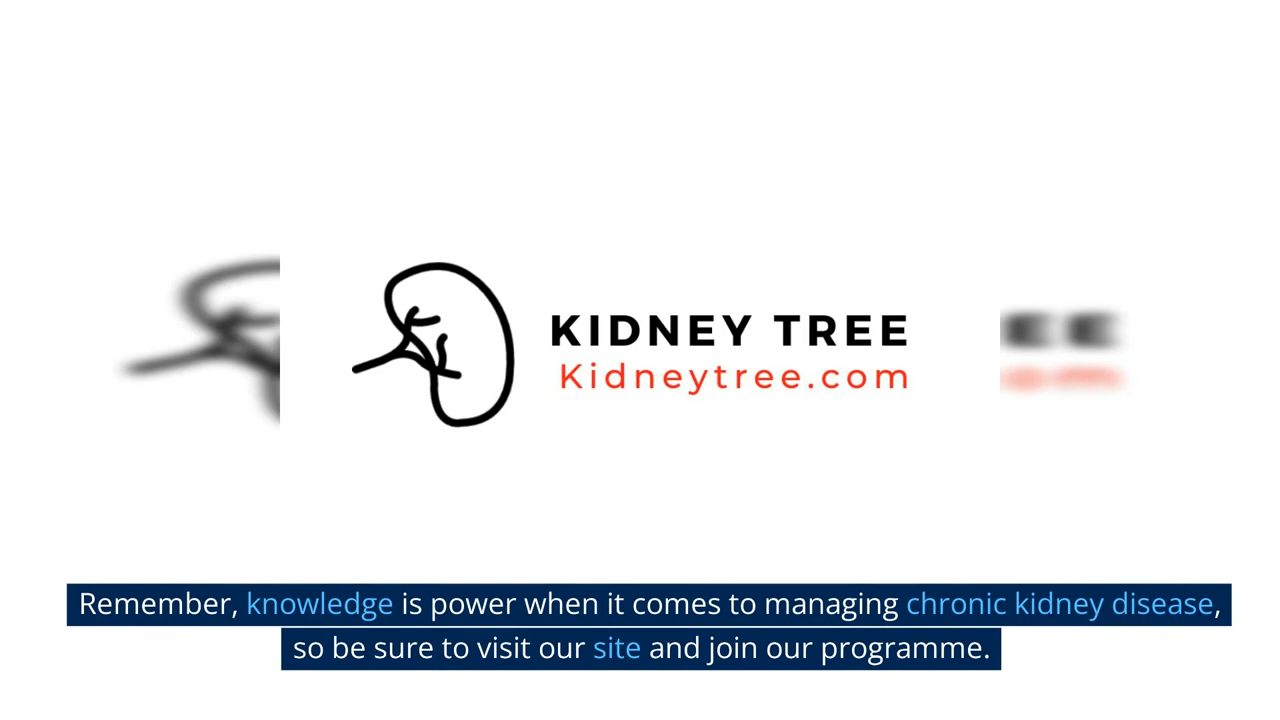 KIDNEY TREE
Kidneytree.com
Remember, knowledge is power when it comes to managing chronic kidney disease,
so be sure to visit our site and join our programme.